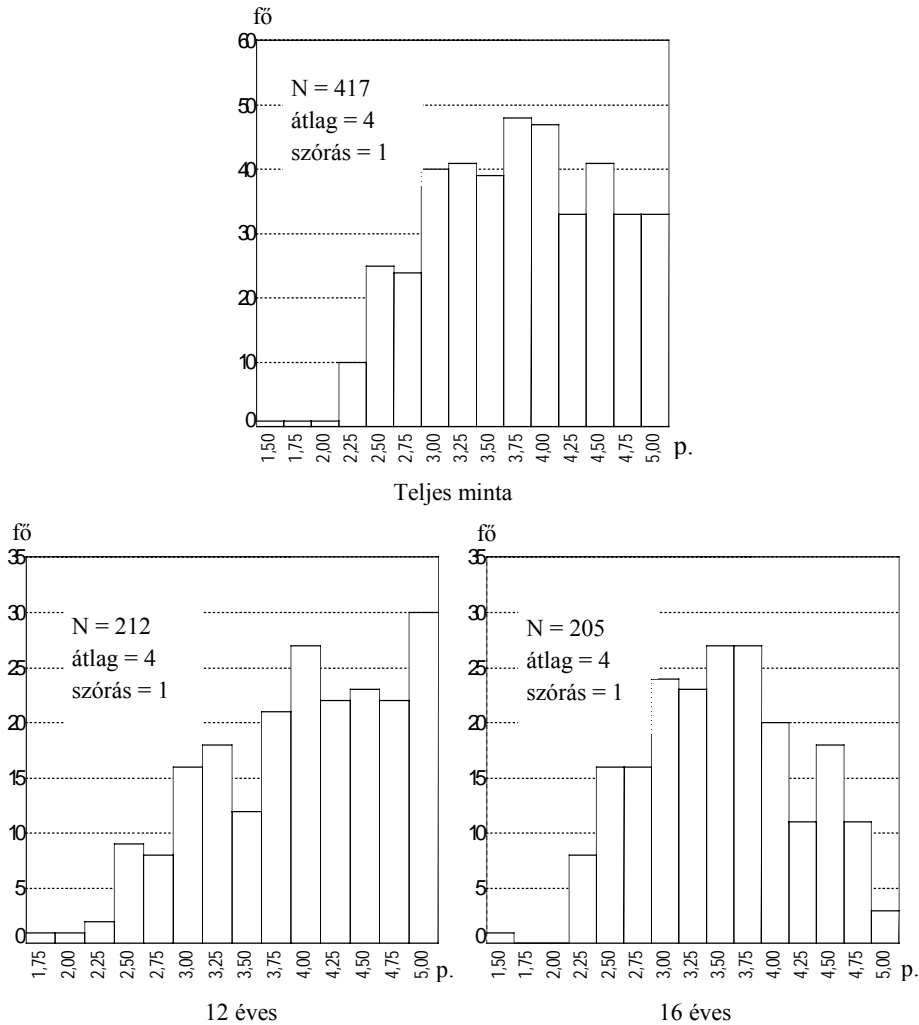 fő
60
50
40
30
20
10
0
N = 417
átlag = 4
szórás = 1
1,50 1,75 2,00 2,25 2,50 2,75 3,00 3,25 3,50 3,75 4,00 4,25 4,50 4,75 5,00 p.
Teljes minta
fő
35
30
25
20
15
10
5
0
N = 212
átlag = 4
szórás = 1
1,75 2,00 2,25 2,50 2,75 3,00 3,25 3,50 3,75 4,00 4,25 4,50 4,75 5,00 p.
12 éves
fő
35
30
25
20
15
10
5
0
N = 205
átlag = 4
szórás = 1
1,50 1,75 2,00 2,25 2,50 2,75 3,00 3,25 3,50 3,75 4,00 4,25 4,50 4,75 5,00 p.
16 éves